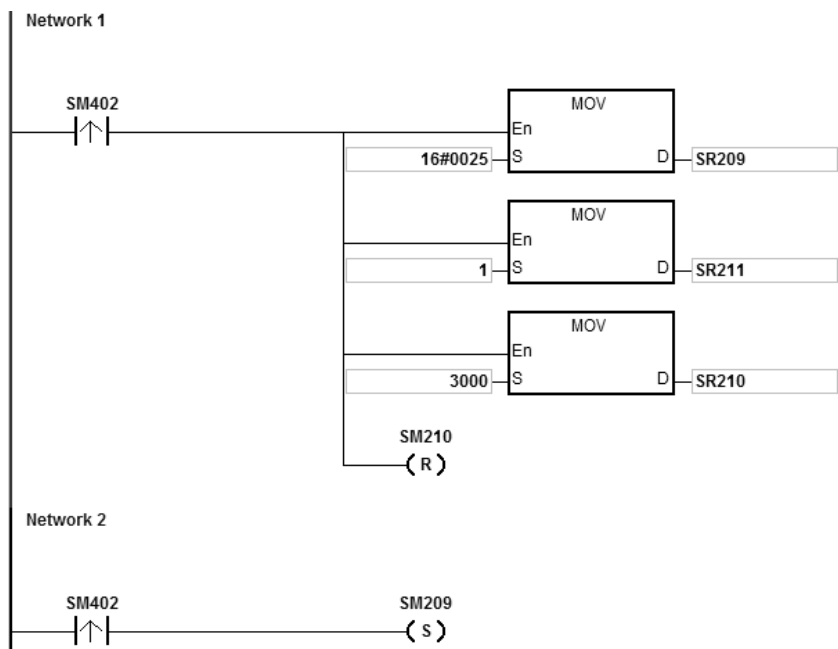 Network 1
SM402
MOV
En
16#0025 S D SR209
MOV
En
1 S D SR211
MOV
En
3000 S D SR210
SM210
( R )
Network 2
SM402 SM209
( S )